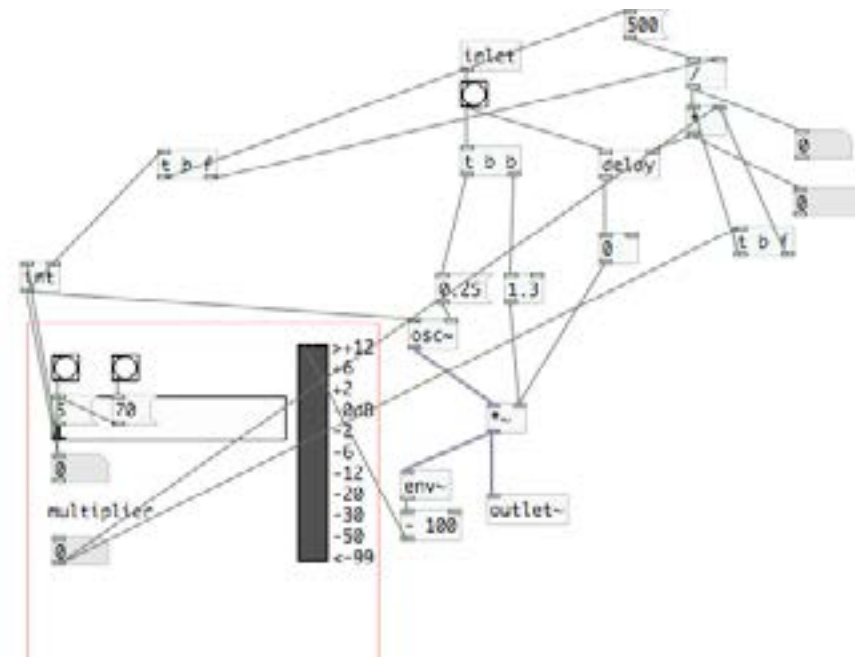 500
inlet
/
t b f
t b b
delay
0
0
t b f
int
0.25
1.3
0
osc~
>+12
+6
+2
-0dB
-2
-6
-12
-20
-30
-50
<-99
5
70
*~
0
env~
multiplier
- 100
outlet~
0